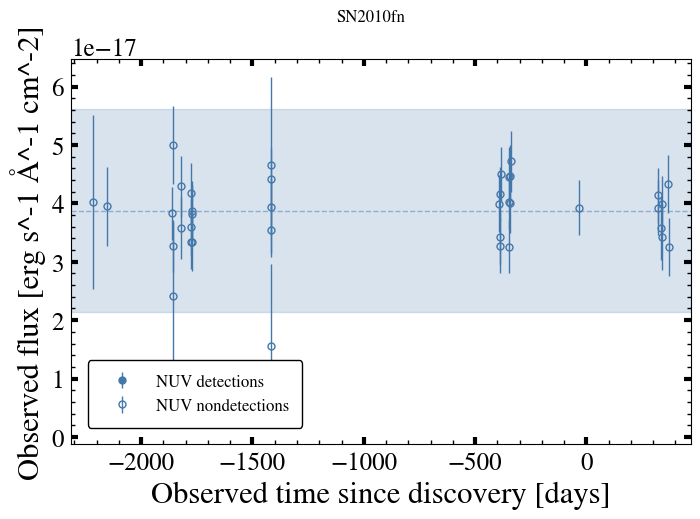 SN2010fn
1e−17
6
5
4
3
2
1
0
Observed flux [erg s^-1 Å^-1 cm^-2]
NUV detections
NUV nondetections
−2000 −1500 −1000 −500 0
Observed time since discovery [days]